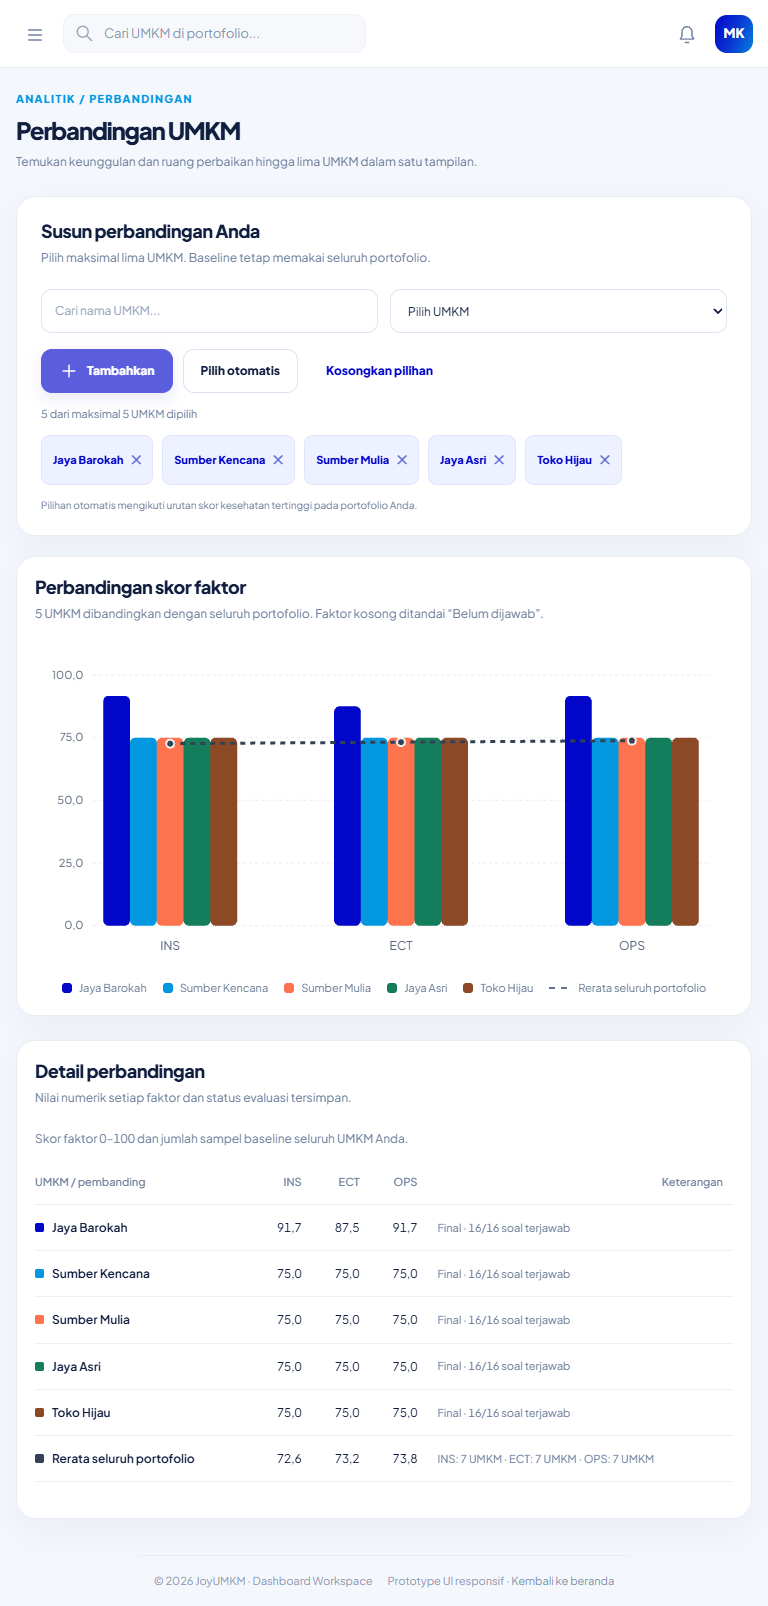 Cari UMKM di portofolio...
MK
ANALITIK / PERBANDINGAN
Perbandingan UMKM
Temukan keunggulan dan ruang perbaikan hingga lima UMKM dalam satu tampilan.
Susun perbandingan Anda
Pilih maksimal lima UMKM. Baseline tetap memakai seluruh portofolio.
Cari nama UMKM... Pilih UMKM
Tambahkan Pilih otomatis Kosongkan pilihan
5 dari maksimal 5 UMKM dipilih
Jaya Barokah Sumber Kencana Sumber Mulia Jaya Asri Toko Hijau
Pilihan otomatis mengikuti urutan skor kesehatan tertinggi pada portofolio Anda.
Perbandingan skor faktor
5 UMKM dibandingkan dengan seluruh portofolio. Faktor kosong ditandai “Belum dijawab”.
100,0
75,0
50,0
25,0
0,0
INS ECT OPS
Jaya Barokah Sumber Kencana Sumber Mulia Jaya Asri Toko Hijau Rerata seluruh portofolio
Detail perbandingan
Nilai numerik setiap faktor dan status evaluasi tersimpan.
Skor faktor 0–100 dan jumlah sampel baseline seluruh UMKM Anda.
UMKM / pembanding INS ECT OPS Keterangan
Jaya Barokah 91,7 87,5 91,7 Final · 16/16 soal terjawab
Sumber Kencana 75,0 75,0 75,0 Final · 16/16 soal terjawab
Sumber Mulia 75,0 75,0 75,0 Final · 16/16 soal terjawab
Jaya Asri 75,0 75,0 75,0 Final · 16/16 soal terjawab
Toko Hijau 75,0 75,0 75,0 Final · 16/16 soal terjawab
Rerata seluruh portofolio 72,6 73,2 73,8 INS: 7 UMKM · ECT: 7 UMKM · OPS: 7 UMKM
© 2026 JoyUMKM · Dashboard Workspace Prototype UI responsif · Kembali ke beranda